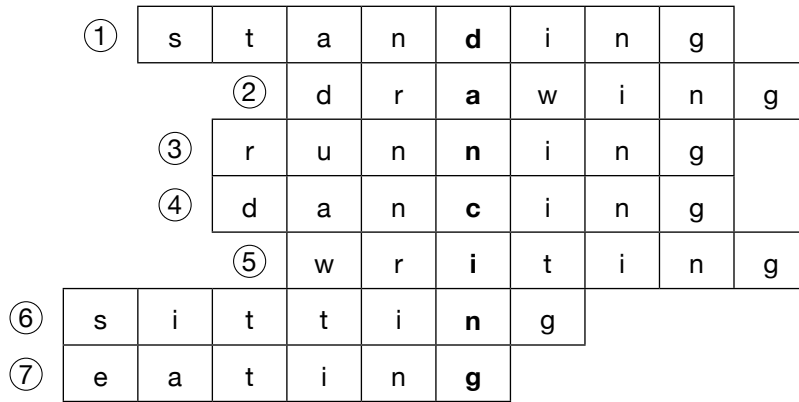 ① s t a n d i n g
② d r a w i n g
③ r u n n i n g
④ d a n c i n g
⑤ w r i t i n g
⑥ s i t t i n g
⑦ e a t i n g